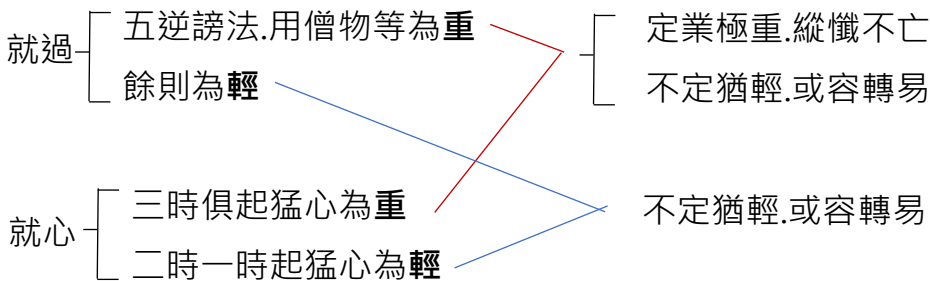 就過
五逆謗法.用僧物等為重
餘則為輕
定業極重.縱懺不亡
不定猶輕.或容轉易
就心
三時俱起猛心為重
二時一時起猛心為輕
不定猶輕.或容轉易